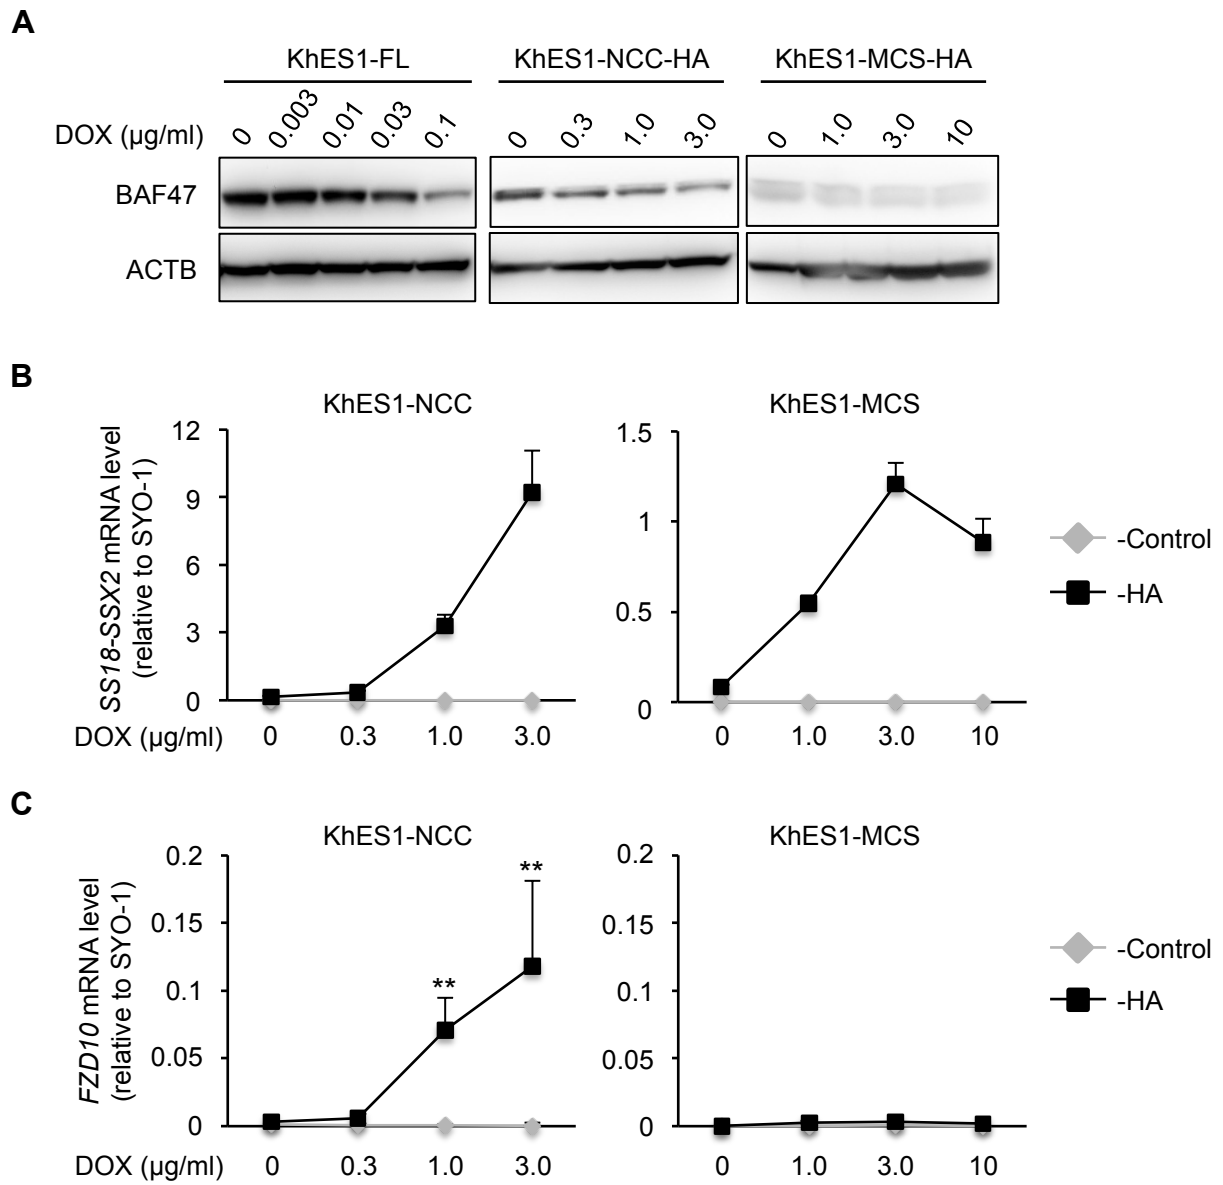 A
KhES1-FL KhES1-NCC-HA KhES1-MCS-HA
DOX (μg/ml) 0 0.003 0.01 0.03 0.1 0 0.3 1.0 3.0 0 1.0 3.0 10
BAF47
ACTB
B
KhES1-NCC KhES1-MCS
SS18-SSX2 mRNA level
(relative to SYO-1)
12
9
6
3
0
1.5
1
0.5
0
-Control
-HA
DOX (μg/ml) 0 0.3 1.0 3.0 0 1.0 3.0 10
C
KhES1-NCC KhES1-MCS
FZD10 mRNA level
(relative to SYO-1)
0.2
0.15
0.1
0.05
0
** **
0.2
0.15
0.1
0.05
0
-Control
-HA
DOX (μg/ml) 0 0.3 1.0 3.0 0 1.0 3.0 10